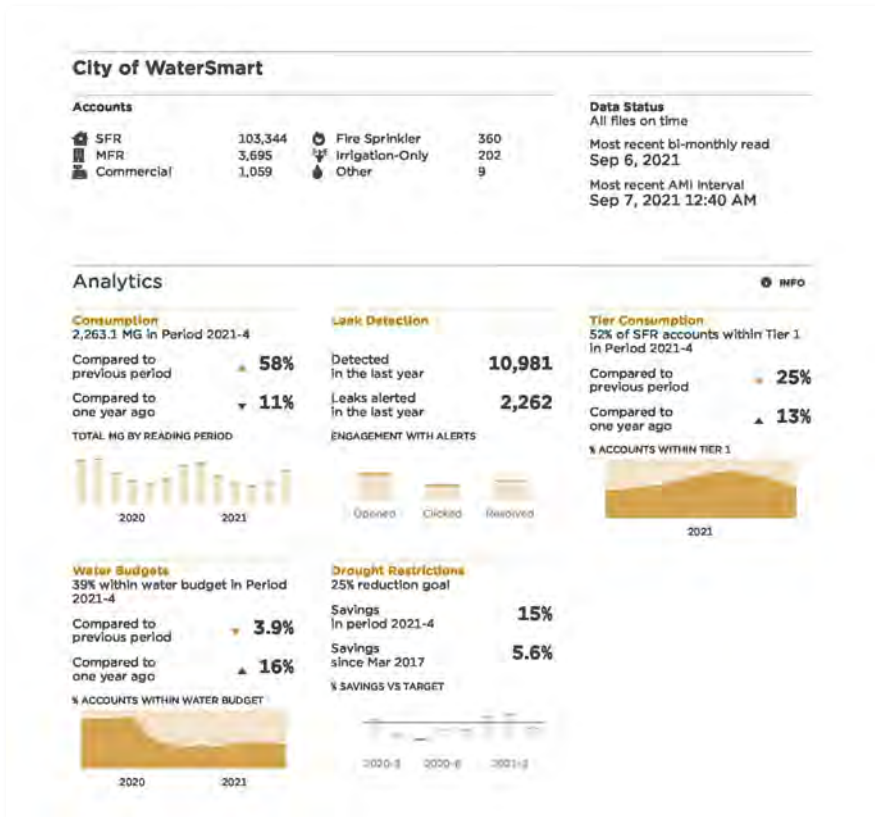 City of WaterSmart
Accounts
SFR 103,344
MFR 3,695
Commercial 1,059
Fire Sprinkler 360
Irrigation-Only 202
Other 9
Data Status
All files on time
Most recent bi-monthly read
Sep 6, 2021
Most recent AMI Interval
Sep 7, 2021 12:40 AM
Analytics
INFO
Consumption
2,263.1 MG in Period 2021-4
Compared to
previous period
58%
Compared to
one year ago
11%
TOTAL MG BY READING PERIOD
2020 2021
Leak Detection
Detected
in the last year
10,981
Leaks alerted
in the last year
2,262
ENGAGEMENT WITH ALERTS
Opened Clicked Resolved
Tier Consumption
52% of SFR accounts within Tier 1
in Period 2021-4
Compared to
previous period
25%
Compared to
one year ago
13%
% ACCOUNTS WITHIN TIER 1
2021
Water Budgets
39% within water budget in Period
2021-4
Compared to
previous period
3.9%
Compared to
one year ago
16%
% ACCOUNTS WITHIN WATER BUDGET
2020 2021
Drought Restrictions
25% reduction goal
Savings
in period 2021-4
15%
Savings
since Mar 2017
5.6%
% SAVINGS VS TARGET
2020-6